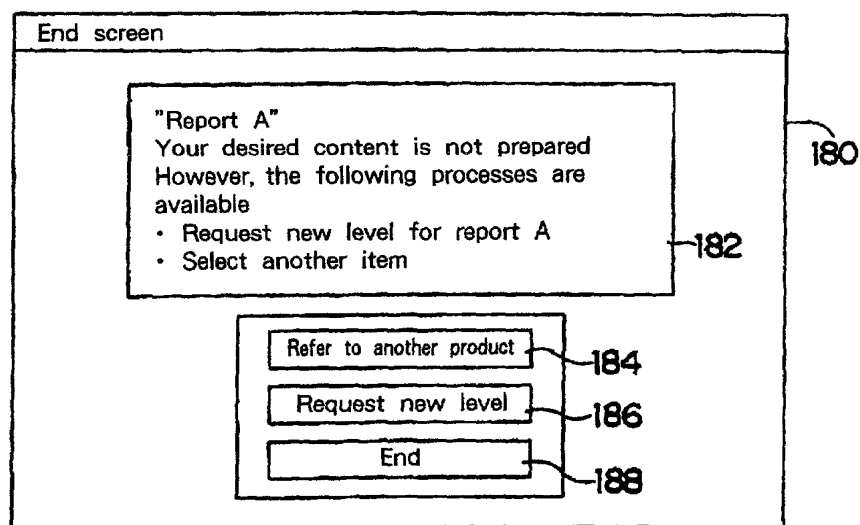 End screen
"Report A"
Your desired content is not prepared
However, the following processes are
available
· Request new level for report A
· Select another item
180
182
Refer to another product
184
Request new level
186
End
188